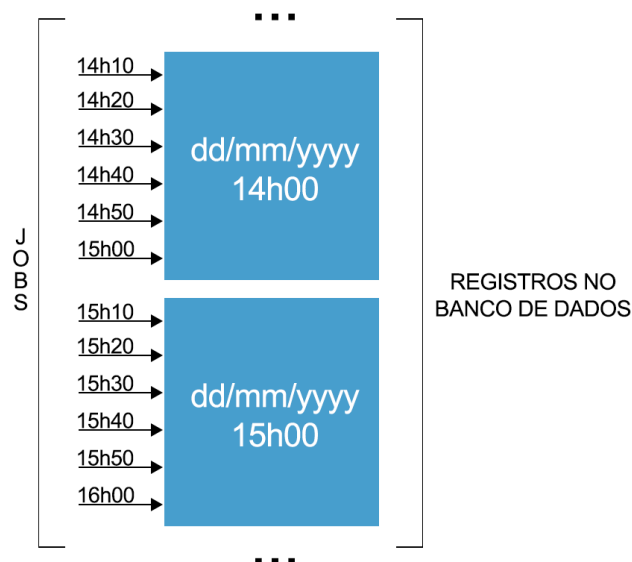 ...
14h10
14h20
14h30
14h40
14h50
15h00
dd/mm/yyyy
14h00
JOBS
15h10
15h20
15h30
15h40
15h50
16h00
dd/mm/yyyy
15h00
REGISTROS NO
BANCO DE DADOS
...